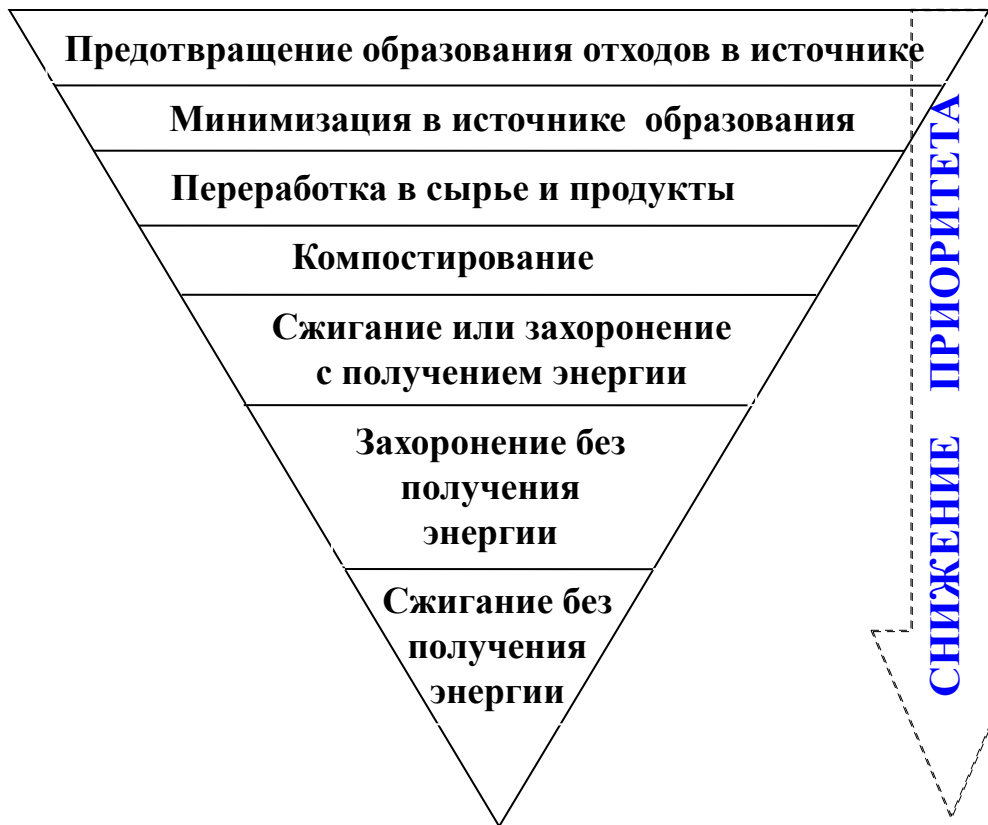 Предотвращение образования отходов в источнике
Минимизация в источнике образования
Переработка в сырье и продукты
Компостирование
Сжигание или захоронение
с получением энергии
Захоронение без
получения
энергии
Сжигание без
получения
энергии
СНИЖЕНИЕ ПРИОРИТЕТА